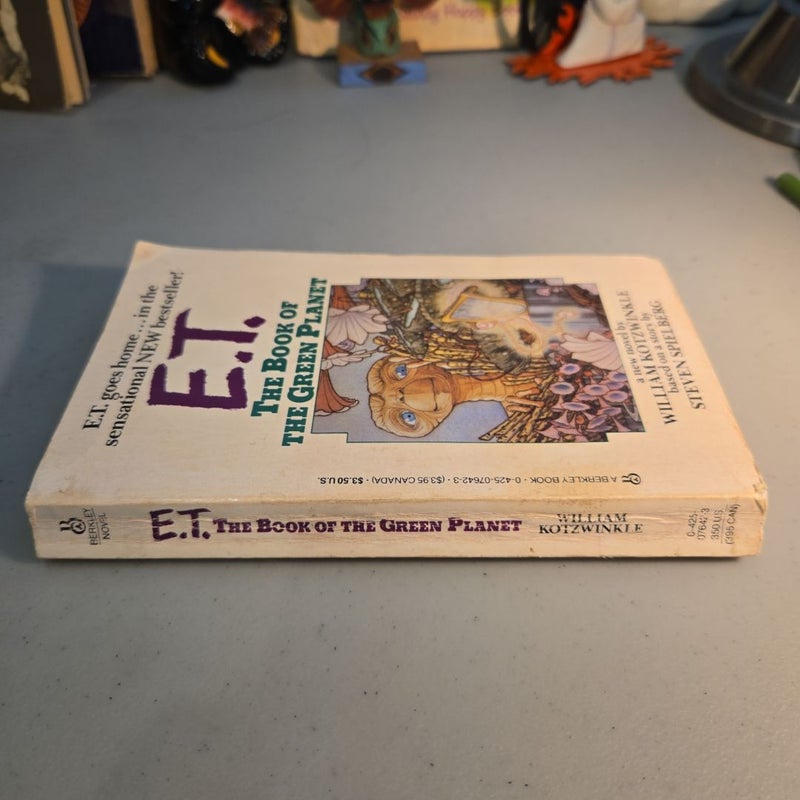 E.T. goes home... in the
sensational NEW bestseller!
E.T.
THE BOOK OF
THE GREEN PLANET
a new novel by
WILLIAM KOTZWINKLE
based on a story by
STEVEN SPIELBERG
A BERKLEY BOOK · 0-425-07642-3 · ($3.95 CANADA) · $3.50 U.S.
B
BERKLEY
NOVEL
E.T. THE BOOK OF THE GREEN PLANET
WILLIAM
KOTZWINKLE
0-425-
07642-3
350 U.S.
(395 CAN)